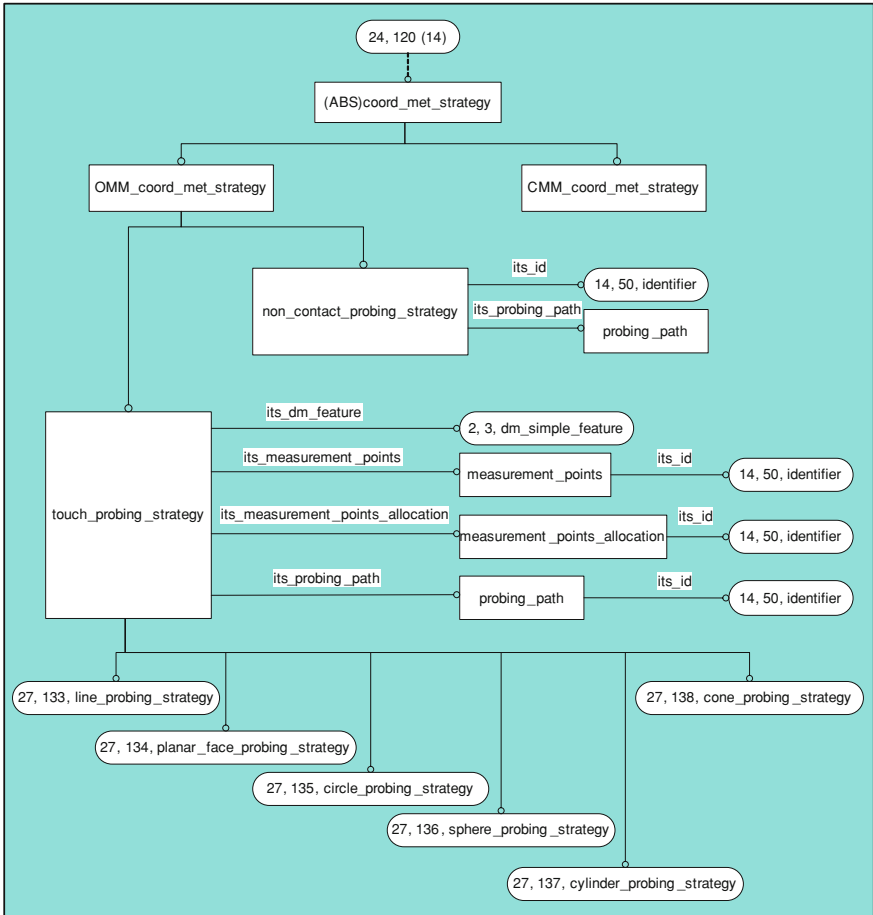 24, 120 (14)
(ABS)coord_met_strategy
OMM_coord_met_strategy
CMM_coord_met_strategy
its_id
non_contact_probing_strategy
14, 50, identifier
its_probing_path
probing_path
its_dm_feature
2, 3, dm_simple_feature
its_measurement_points
measurement_points
its_id
14, 50, identifier
touch_probing_strategy
its_measurement_points_allocation
measurement_points_allocation
its_id
14, 50, identifier
its_probing_path
probing_path
its_id
14, 50, identifier
27, 133, line_probing_strategy
27, 138, cone_probing_strategy
27, 134, planar_face_probing_strategy
27, 135, circle_probing_strategy
27, 136, sphere_probing_strategy
27, 137, cylinder_probing_strategy